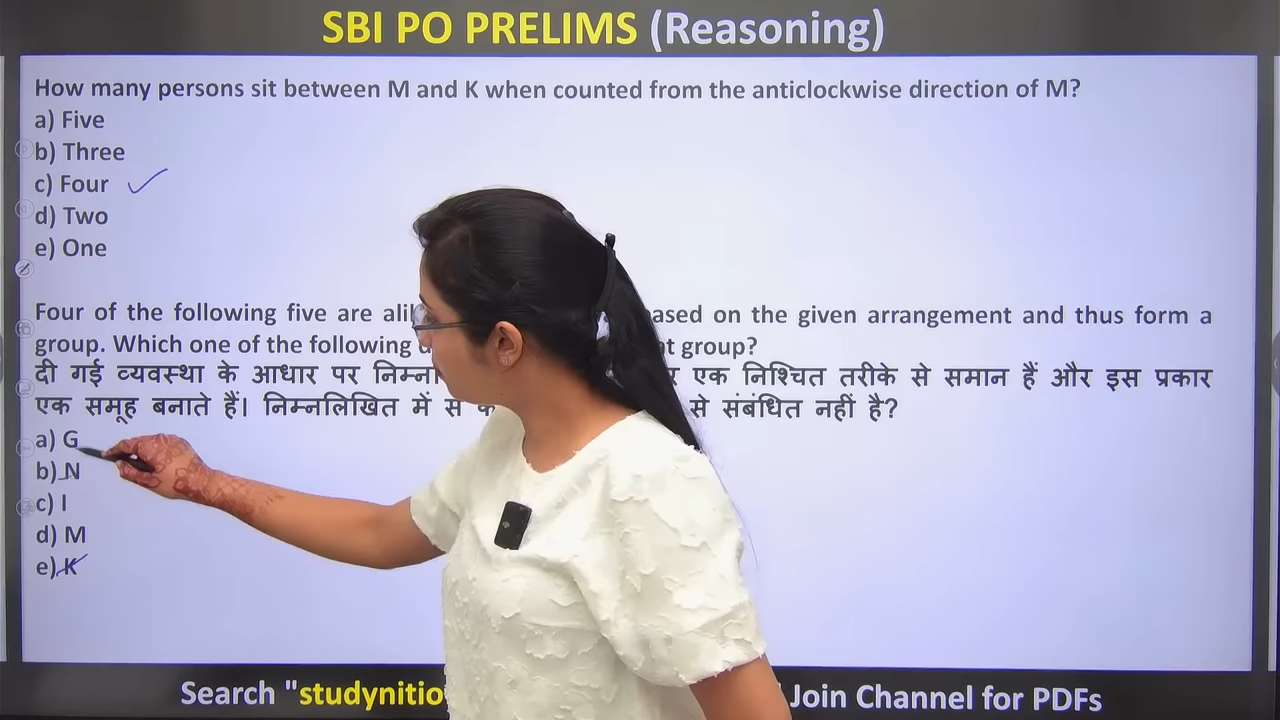 SBI PO PRELIMS (Reasoning)
How many persons sit between M and K when counted from the anticlockwise direction of M?
a) Five
b) Three
c) Four
d) Two
e) One
Four of the following five are ased on the given arrangement and thus form a
group. Which one of the following group?
दी गई व्यवस्था के आधार पर एक निश्चित तरीके से समान हैं और इस प्रकार
एक समूह बनाते हैं। निम्नलिखित में से संबंधित नहीं है?
a) G
b) N
c) I
d) M
e) K
Search "studynitio Join Channel for PDFs